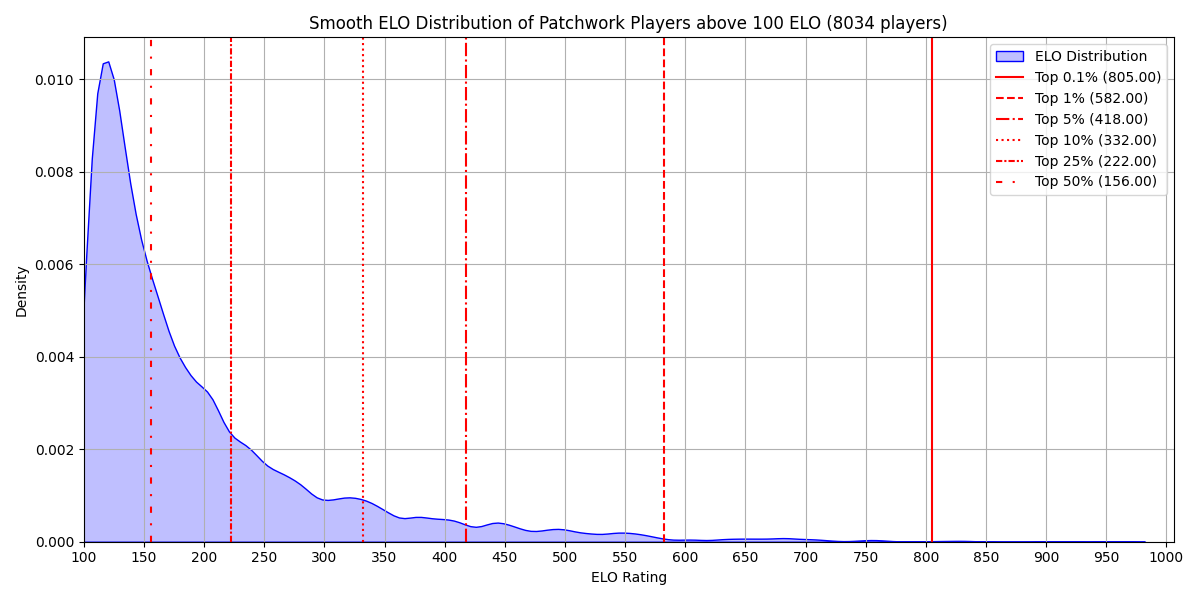 Smooth ELO Distribution of Patchwork Players above 100 ELO (8034 players)
ELO Distribution
Top 0.1% (805.00)
Top 1% (582.00)
Top 5% (418.00)
Top 10% (332.00)
Top 25% (222.00)
Top 50% (156.00)
Density
0.010
0.008
0.006
0.004
0.002
0.000
100 150 200 250 300 350 400 450 500 550 600 650 700 750 800 850 900 950 1000
ELO Rating